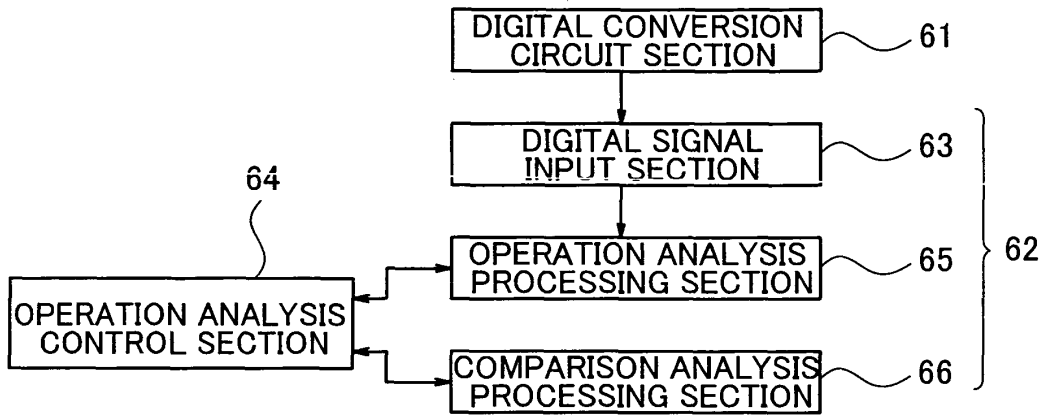 DIGITAL CONVERSION
CIRCUIT SECTION
61
DIGITAL SIGNAL
INPUT SECTION
63
64
62
OPERATION ANALYSIS
PROCESSING SECTION
65
OPERATION ANALYSIS
CONTROL SECTION
COMPARISON ANALYSIS
PROCESSING SECTION
66